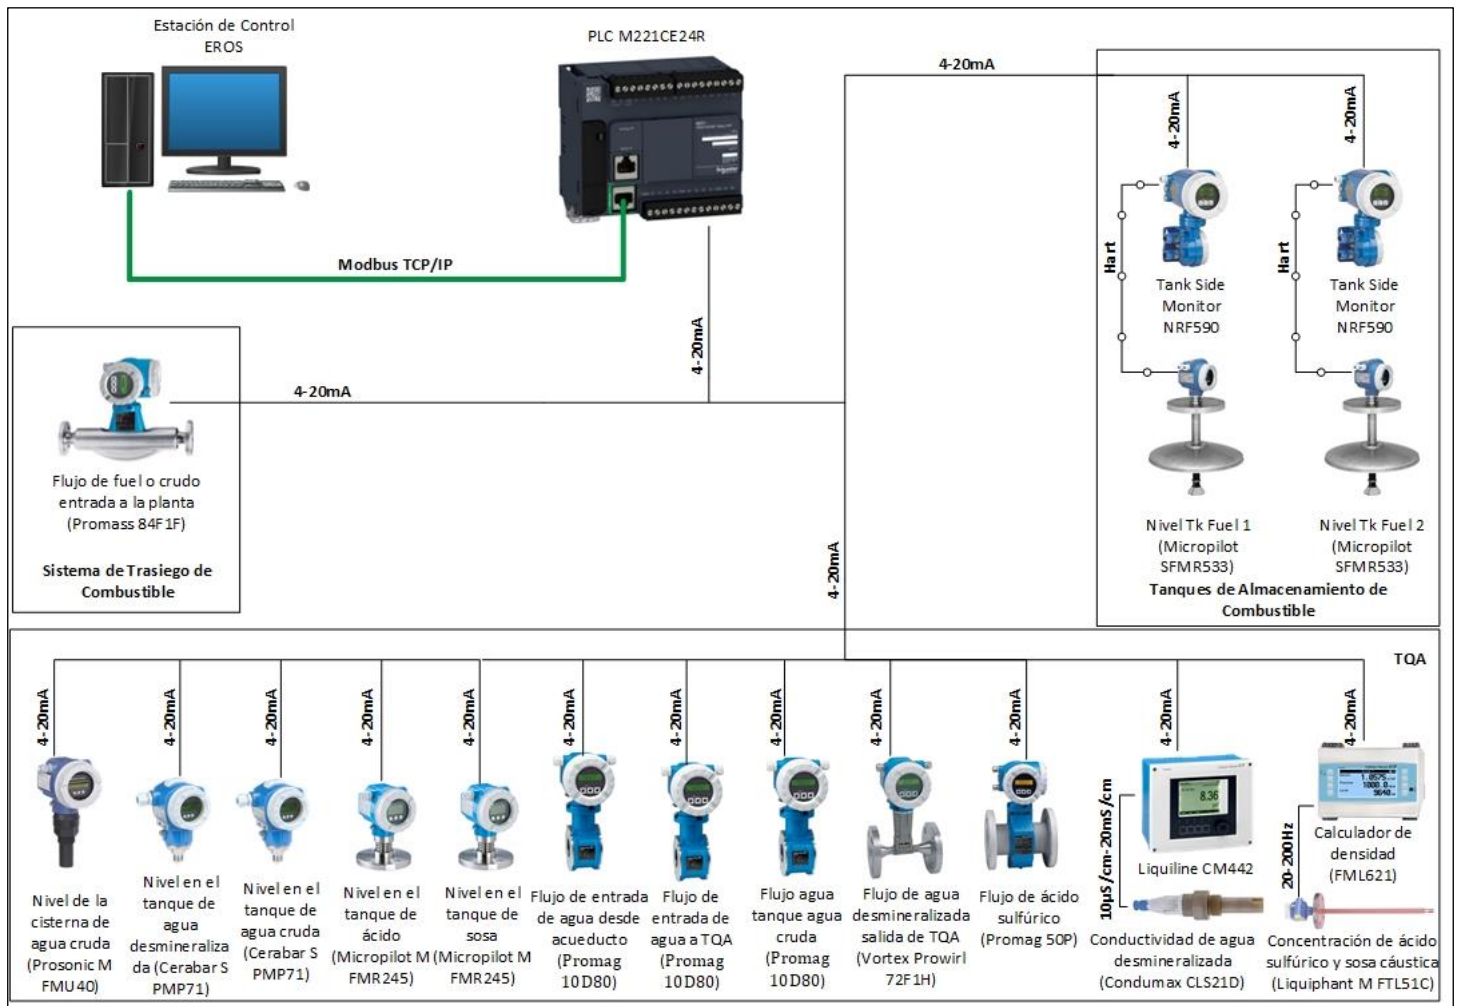 Estación de Control
EROS
PLC M221CE24R
Modbus TCP/IP
4-20mA
4-20mA
4-20mA
4-20mA
Hart
Hart
Tank Side
Monitor
NRF590
Tank Side
Monitor
NRF590
Nivel Tk Fuel 1
(Micropilot
SFMR533)
Nivel Tk Fuel 2
(Micropilot
SFMR533)
Tanques de Almacenamiento de
Combustible
4-20mA
Flujo de fuel o crudo
entrada a la planta
(Promass 84F1F)
Sistema de Trasiego de
Combustible
4-20mA
4-20mA
TQA
4-20mA
4-20mA
4-20mA
4-20mA
4-20mA
4-20mA
4-20mA
4-20mA
4-20mA
4-20mA
4-20mA
4-20mA
Nivel de la
cisterna de
agua cruda
(Prosonic M
FMU40)
Nivel en el
tanque de
agua
desmineraliza
da (Cerabar S
PMP71)
Nivel en el
tanque de
agua cruda
(Cerabar S
PMP71)
Nivel en el
tanque de
ácido
(Micropilot M
FMR245)
Nivel en el
tanque de
sosa
(Micropilot M
FMR245)
Flujo de entrada
de agua desde
acueducto
(Promag
10D80)
Flujo de
entrada de
agua a TQA
(Promag
10D80)
Flujo agua
tanque agua
cruda
(Promag
10D80)
Flujo de agua
desmineralizada
salida de TQA
(Vortex Prowirl
72F1H)
Flujo de ácido
sulfúrico
(Promag 50P)
8.36
Liquiline CM442
10µS/cm-20mS/cm
Conductividad de agua
desmineralizada
(Condumax CLS21D)
Calculador de
densidad
(FML621)
20-200Hz
Concentración de ácido
sulfúrico y sosa cáustica
(Liquiphant M FTL51C)